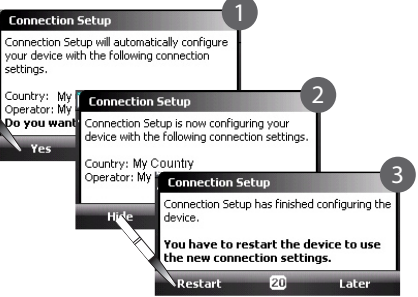 1
Connection Setup
Connection Setup will automatically configure
your device with the following connection
settings.
Country: My
Operator: My
Do you want
Yes
2
Connection Setup
Connection Setup is now configuring your
device with the following connection settings.
Country: My Country
Operator: My
Hide
3
Connection Setup
Connection Setup has finished configuring the
device.
You have to restart the device to use
the new connection settings.
Restart 20 Later